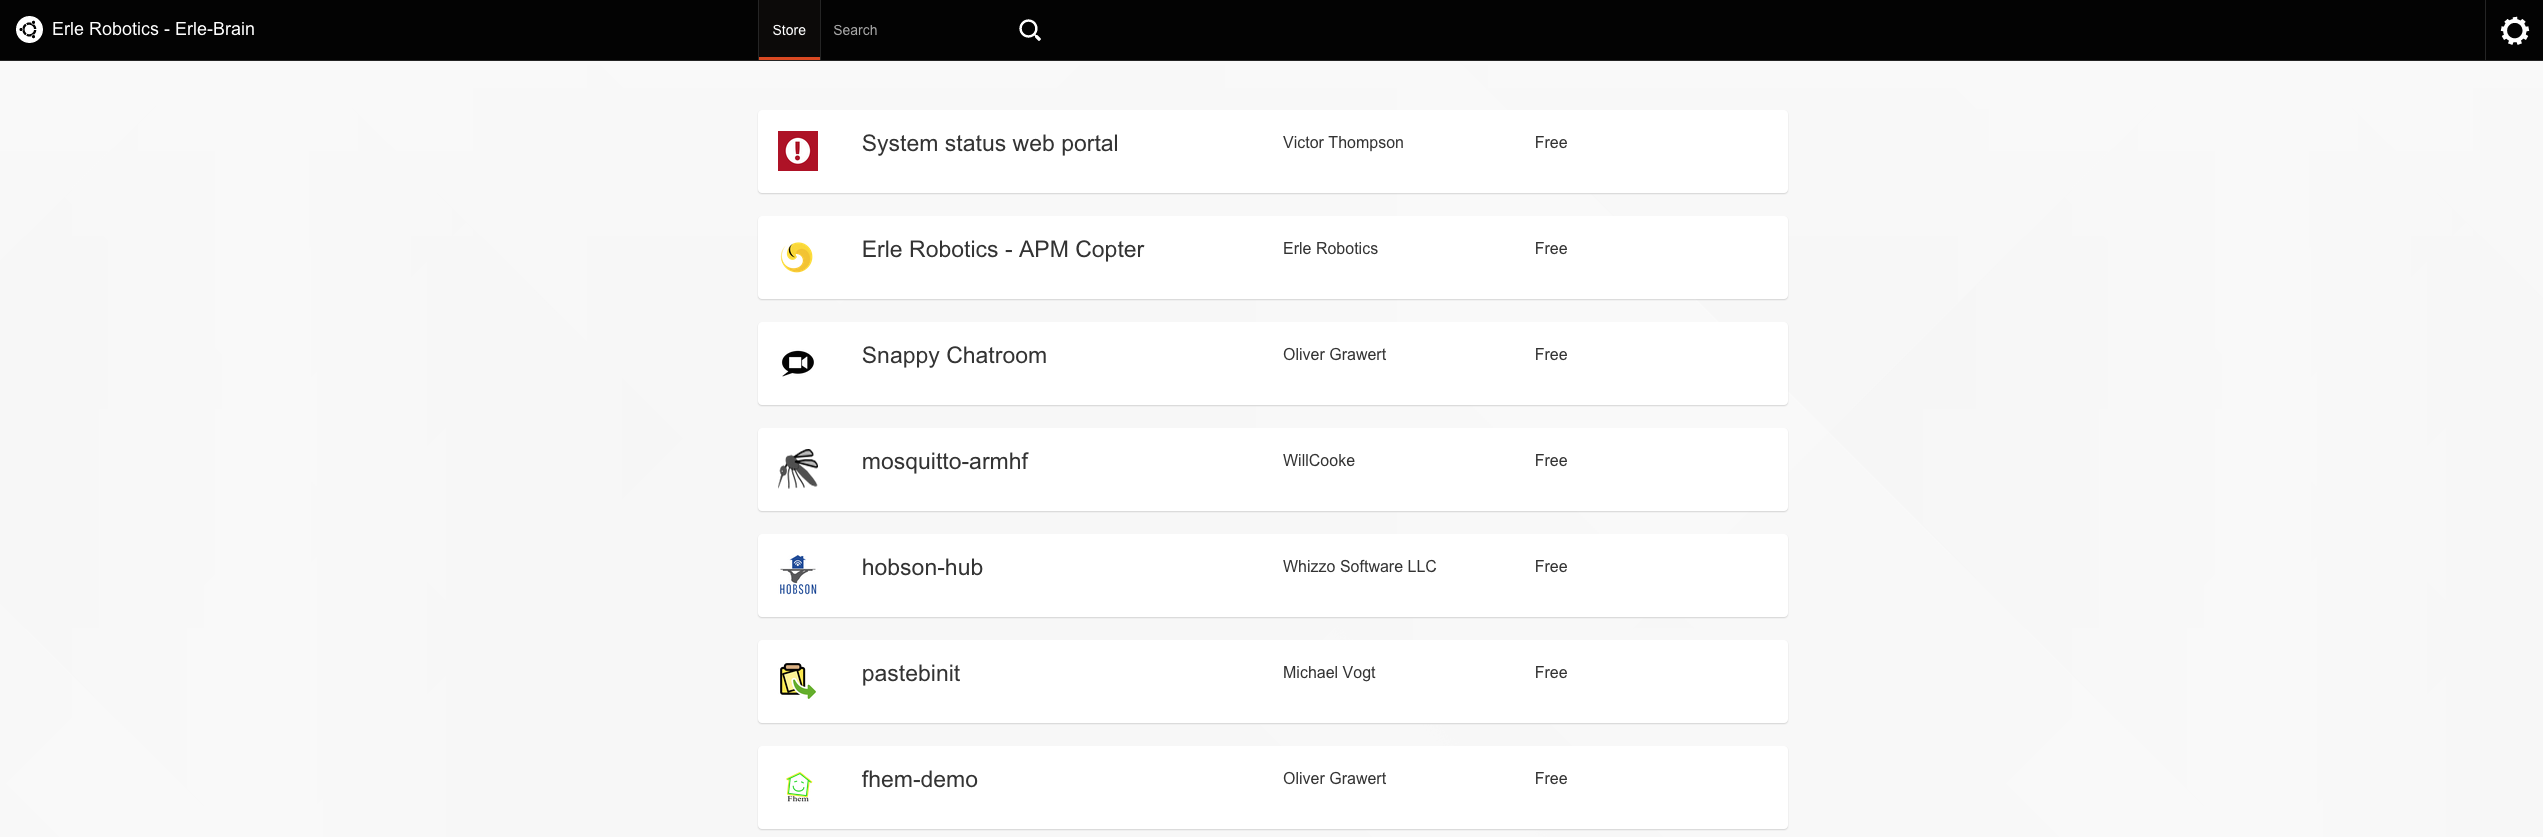 Erle Robotics - Erle-Brain
Store
Search
System status web portal Victor Thompson Free
Erle Robotics - APM Copter Erle Robotics Free
Snappy Chatroom Oliver Grawert Free
mosquitto-armhf WillCooke Free
hobson-hub Whizzo Software LLC Free
HOBSON
pastebinit Michael Vogt Free
fhem-demo Oliver Grawert Free
Fhem